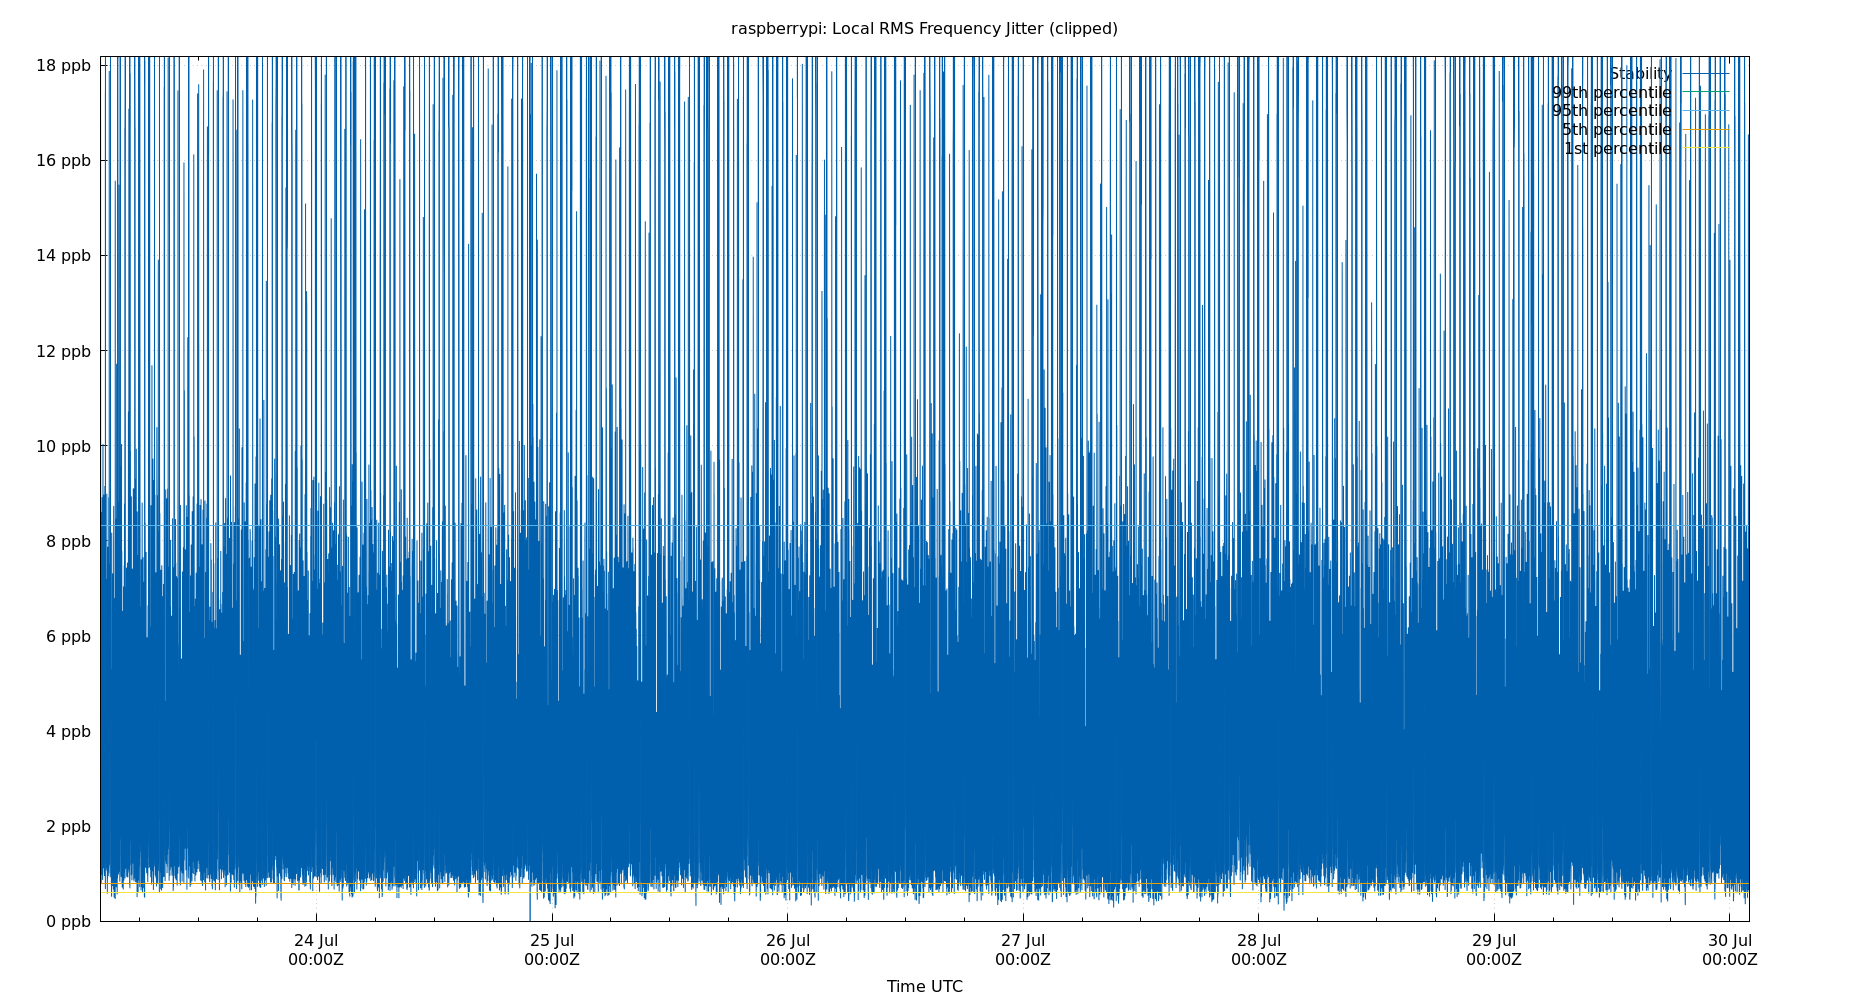 raspberrypi: Local RMS Frequency Jitter (clipped)
18 ppb
16 ppb
14 ppb
12 ppb
10 ppb
8 ppb
6 ppb
4 ppb
2 ppb
0 ppb
Stability
99th percentile
95th percentile
5th percentile
1st percentile
24 Jul 25 Jul 26 Jul 27 Jul 28 Jul 29 Jul 30 Jul
00:00Z 00:00Z 00:00Z 00:00Z 00:00Z 00:00Z 00:00Z
Time UTC